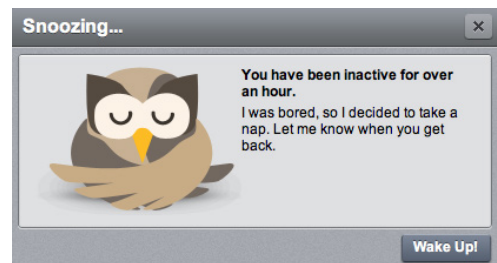 Snoozing...
You have been inactive for over
an hour.
I was bored, so I decided to take a
nap. Let me know when you get
back.
Wake Up!